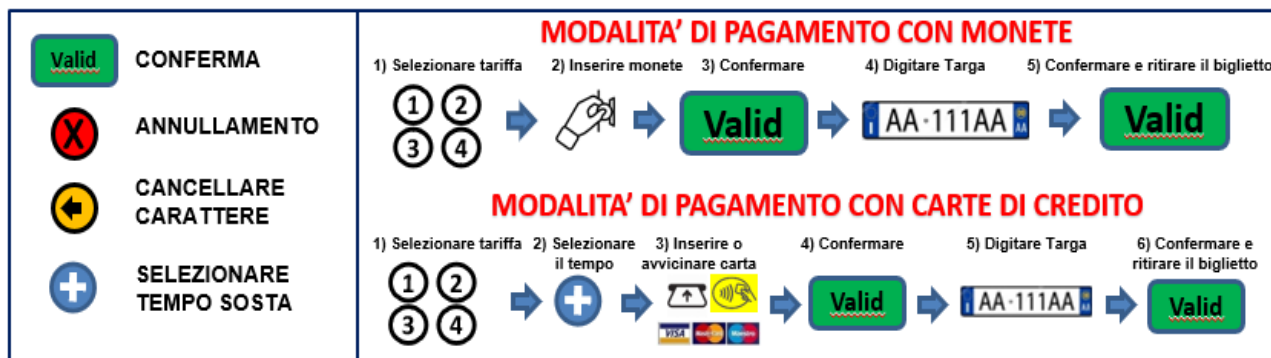 Valid CONFERMA
X ANNULLAMENTO
CANCELLARE
CARATTERE
SELEZIONARE
TEMPO SOSTA
MODALITA' DI PAGAMENTO CON MONETE
1) Selezionare tariffa 2) Inserire monete 3) Confermare 4) Digitare Targa 5) Confermare e ritirare il biglietto
1 2
3 4
Valid
I AA·111AA AA
Valid
MODALITA' DI PAGAMENTO CON CARTE DI CREDITO
1) Selezionare tariffa
2) Selezionare
il tempo
3) Inserire o
avvicinare carta
4) Confermare
5) Digitare Targa
6) Confermare e
ritirare il biglietto
1 2
3 4
VISA MasterCard Maestro
Valid
I AA·111AA
Valid